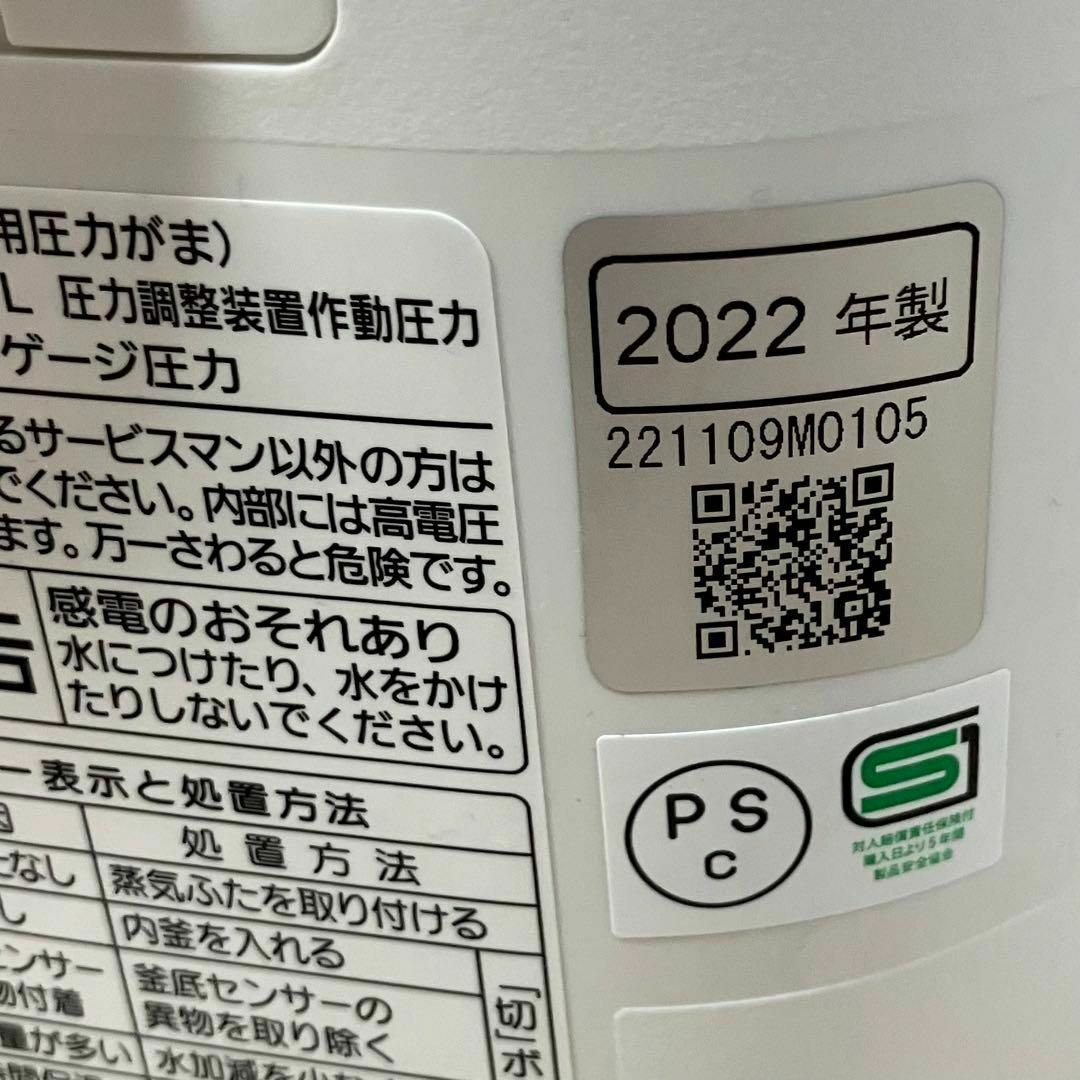 用圧力がま）
L 圧力調整装置作動圧力
ゲージ圧力
るサービスマン以外の方は
でください。内部には高電圧
ます。万一さわると危険です。
感電のおそれあり
水につけたり、水をかけ
たりしないでください。
ー表示と処置方法
処置方法
なし
蒸気ふたを取り付ける
し
内釜を入れる
センサー
物付着
釜底センサーの
異物を取り除く
量が多い
水加減を少な
「切」ボ
2022 年製
221109M0105
PS
C
S
対人賠償責任保険付
購入日より5年間
製品安全協会